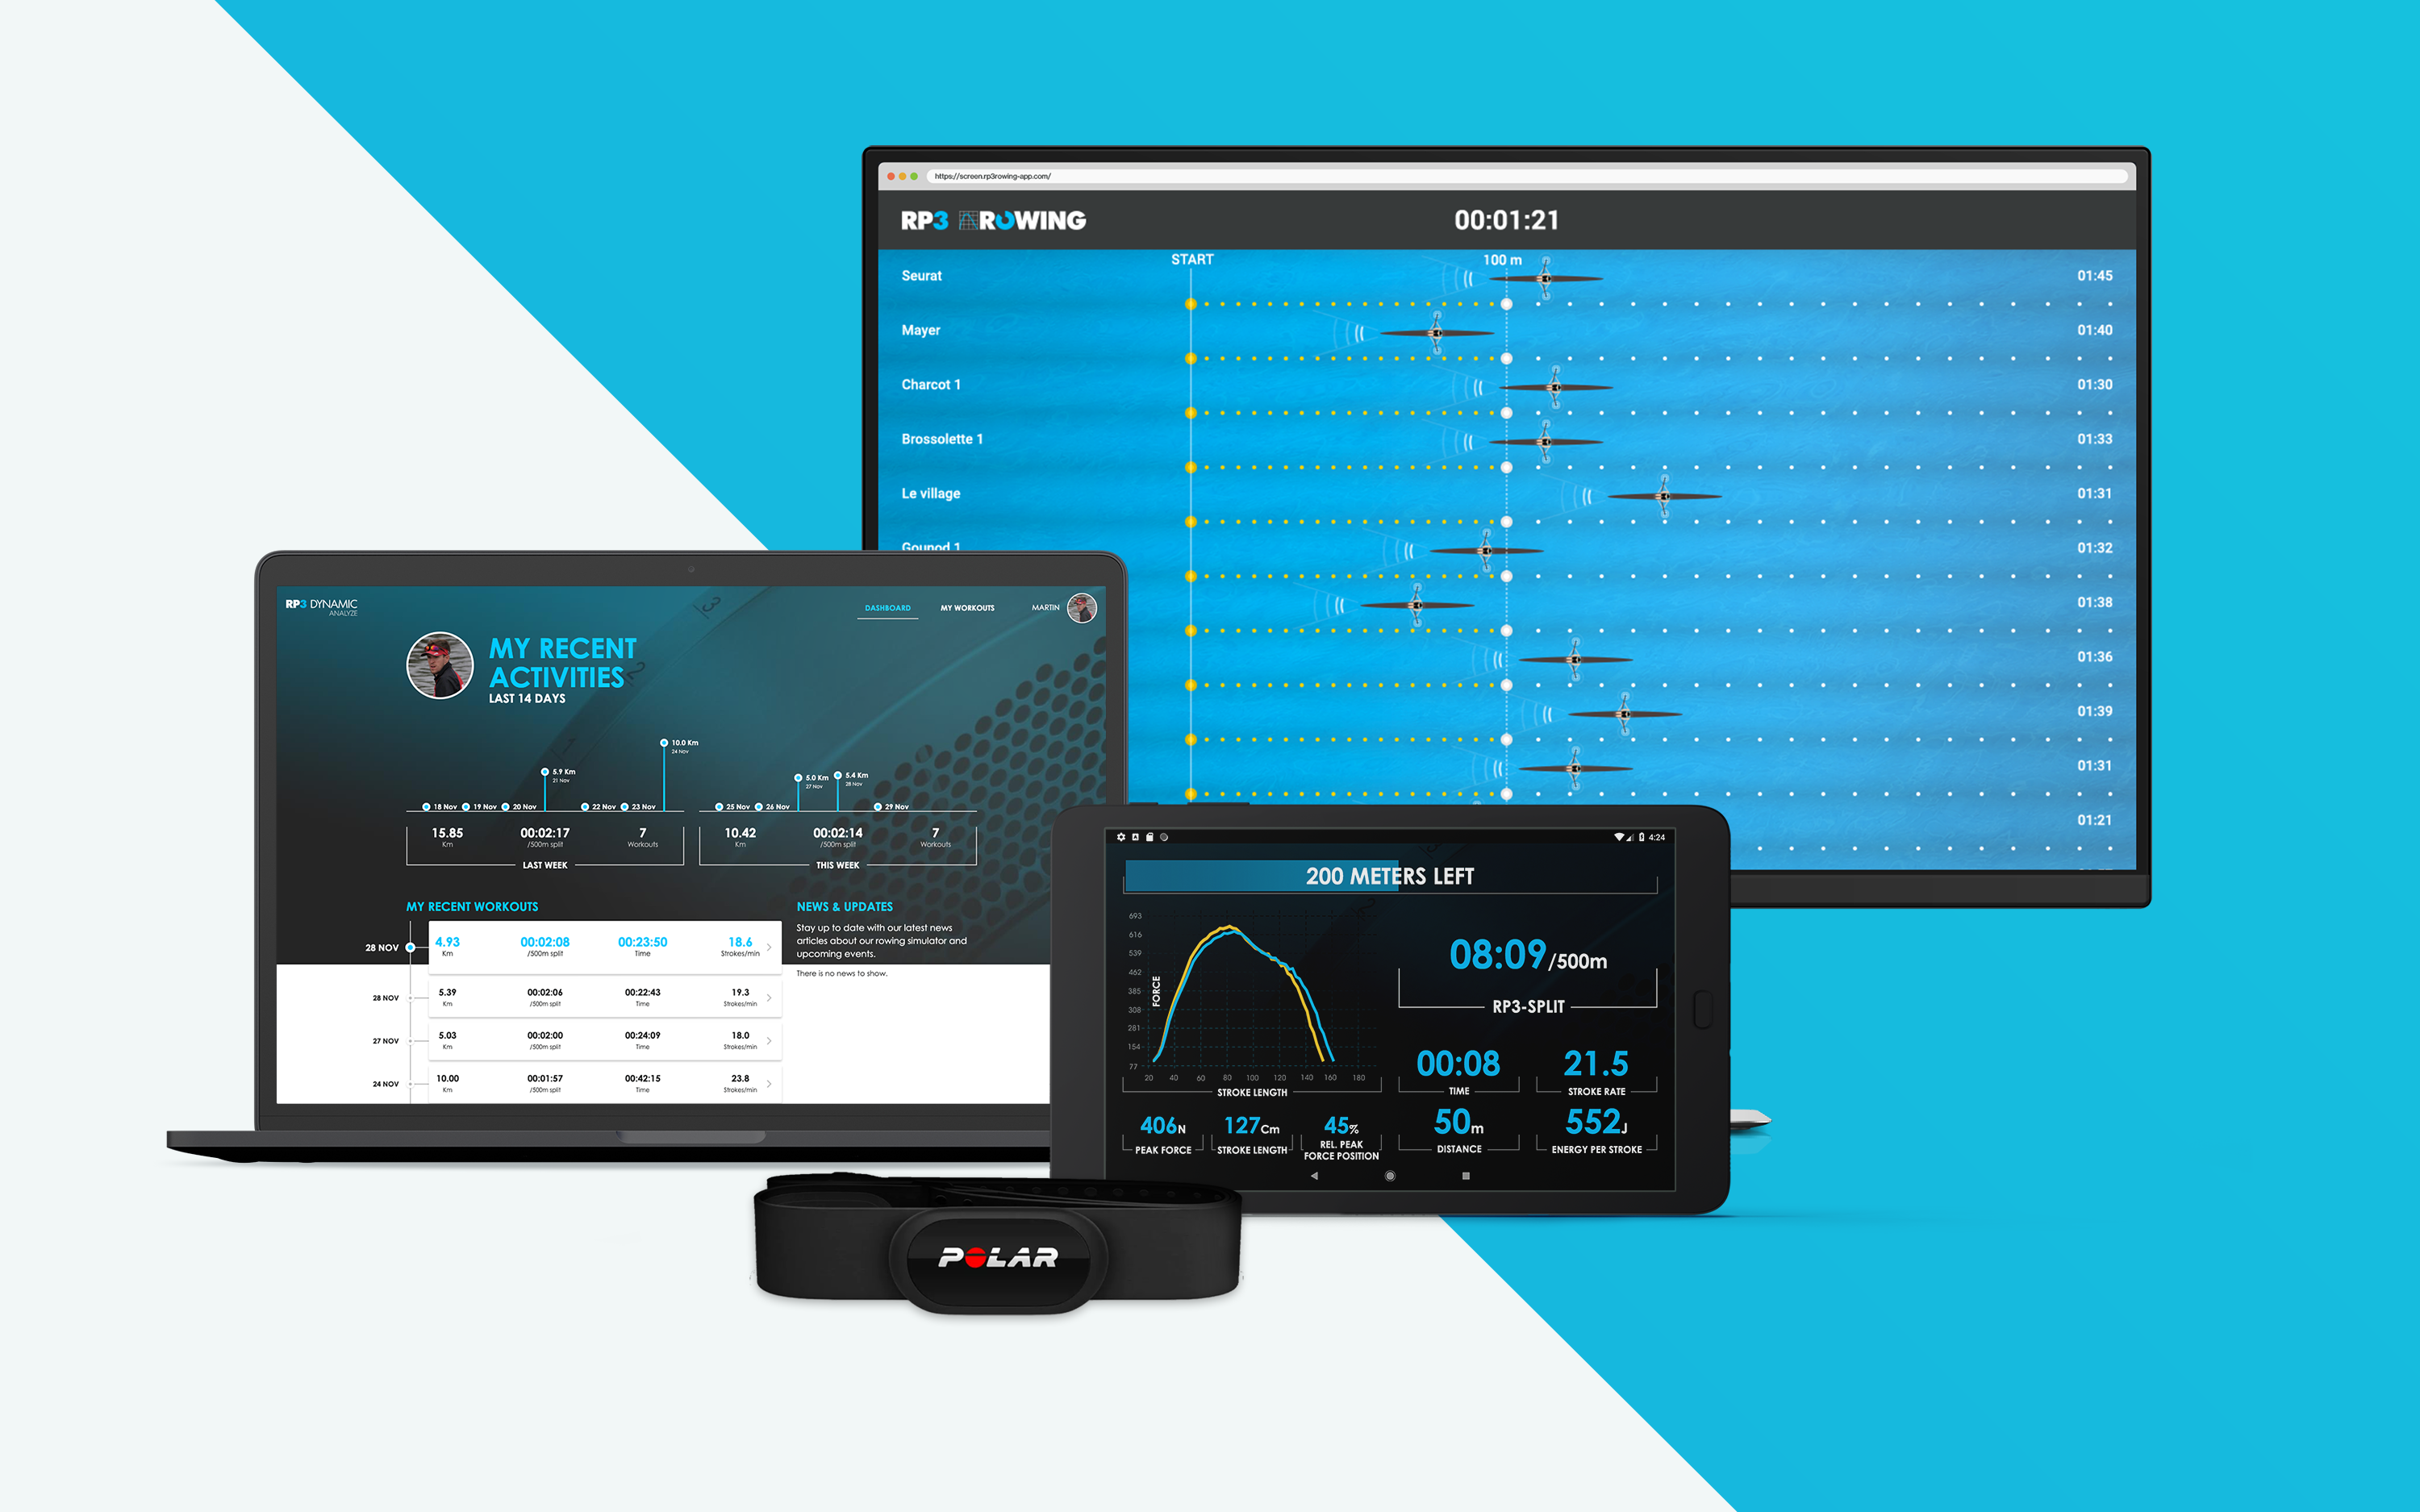 https://screen.rp3rowing-app.com/
RP3 ROWING
00:01:21
START
100 m
Seurat
01:45
Mayer
01:40
Charcot 1
01:30
Brossolette 1
01:33
Le village
01:31
Gounod 1
01:32
01:38
01:36
01:39
01:31
01:21
RP3 DYNAMIC
ANALYZE
DASHBOARD
MY WORKOUTS
MARTIN
MY RECENT
ACTIVITIES
LAST 14 DAYS
3
2
1
10.0 Km
24 Nov
5.9 Km
21 Nov
5.0 Km
27 Nov
5.4 Km
28 Nov
18 Nov
19 Nov
20 Nov
22 Nov
23 Nov
25 Nov
26 Nov
29 Nov
15.85
Km
00:02:17
/500m split
7
Workouts
LAST WEEK
10.42
Km
00:02:14
/500m split
7
Workouts
THIS WEEK
MY RECENT WORKOUTS
28 NOV
4.93
Km
00:02:08
/500m split
00:23:50
Time
18.6
Strokes/min
28 NOV
5.39
Km
00:02:06
/500m split
00:22:43
Time
19.3
Strokes/min
27 NOV
5.03
Km
00:02:00
/500m split
00:24:09
Time
18.0
Strokes/min
24 NOV
10.00
Km
00:01:57
/500m split
00:42:15
Time
23.8
Strokes/min
NEWS & UPDATES
Stay up to date with our latest news
articles about our rowing simulator and
upcoming events.
There is no news to show.
4:24
200 METERS LEFT
693
616
539
462
385
308
281
154
77
FORCE
20 40 60 80 100 120 140 160 180
STROKE LENGTH
08:09/500m
RP3-SPLIT
00:08
TIME
21.5
STROKE RATE
406N
PEAK FORCE
127Cm
STROKE LENGTH
45%
REL. PEAK
FORCE POSITION
50m
DISTANCE
552J
ENERGY PER STROKE
POLAR